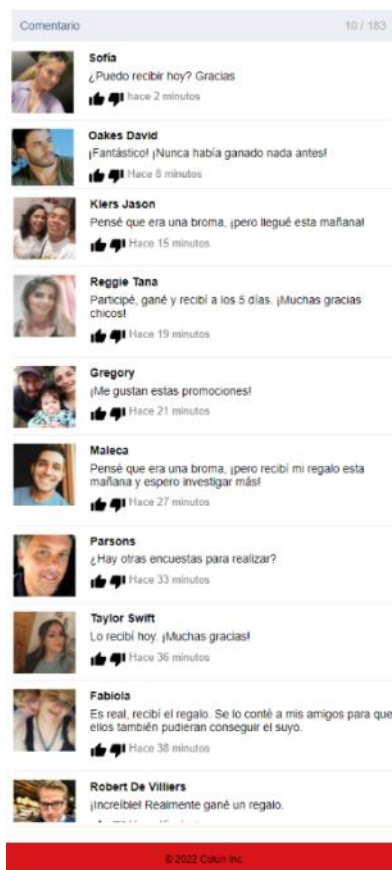 Comentario 10 / 183
Sofía
¿Puedo recibir hoy? Gracias
hace 2 minutos
Oakes David
¡Fantástico! ¡Nunca había ganado nada antes!
Hace 8 minutos
Kiers Jason
Pensé que era una broma, ¡pero llegué esta mañana!
Hace 15 minutos
Reggie Tana
Participé, gané y recibí a los 5 días. ¡Muchas gracias
chicos!
Hace 19 minutos
Gregory
¡Me gustan estas promociones!
Hace 21 minutos
Maleca
Pensé que era una broma, ¡pero recibí mi regalo esta
mañana y espero investigar más!
Hace 27 minutos
Parsons
¿Hay otras encuestas para realizar?
Hace 33 minutos
Taylor Swift
Lo recibí hoy. ¡Muchas gracias!
Hace 36 minutos
Fabiola
Es real, recibí el regalo. Se lo conté a mis amigos para que
ellos también pudieran conseguir el suyo.
Hace 38 minutos
Robert De Villiers
¡Increíble! Realmente gané un regalo.
© 2022 Colun Inc.